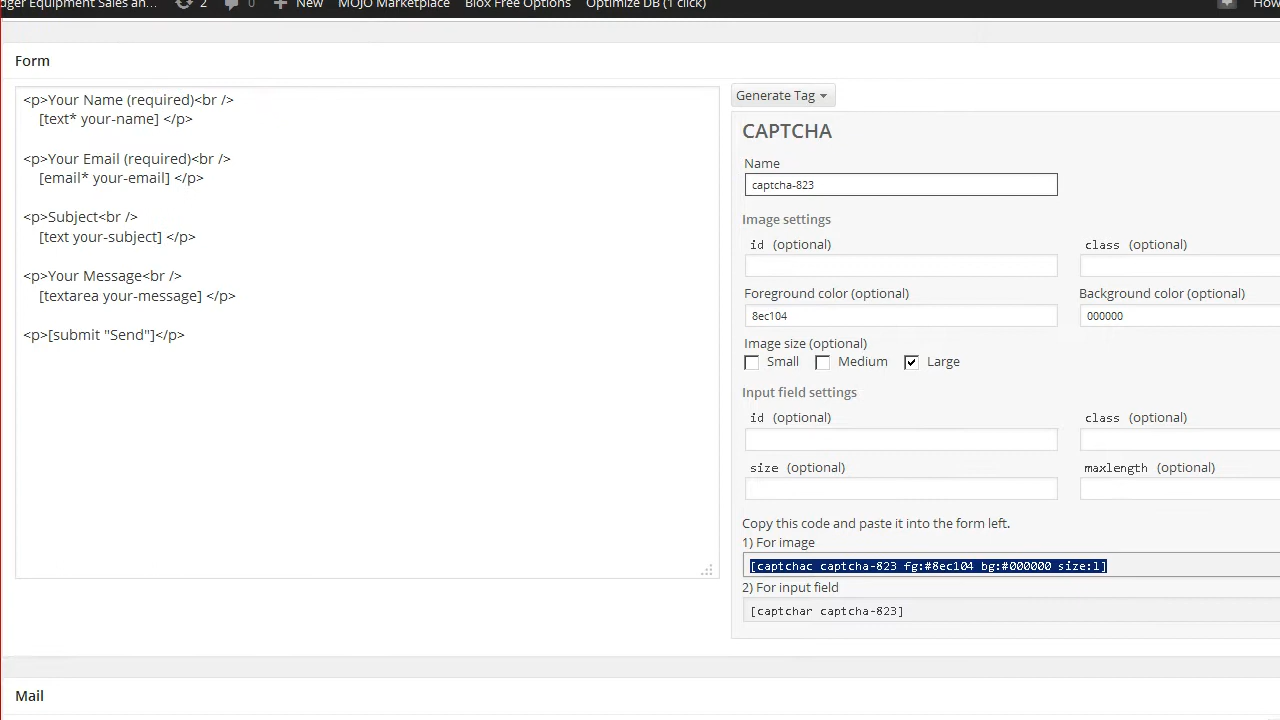 dger Equipment Sales an... 2 0 New MOJO Marketplace Blox Free Options Optimize DB (1 click) How
Form
<p>Your Name (required)<br />
[text* your-name] </p>
<p>Your Email (required)<br />
[email* your-email] </p>
<p>Subject<br />
[text your-subject] </p>
<p>Your Message<br />
[textarea your-message] </p>
<p>[submit "Send"]</p>
Generate Tag
CAPTCHA
Name
captcha-823
Image settings
id (optional) class (optional)
Foreground color (optional) Background color (optional)
8ec104 000000
Image size (optional)
Small Medium Large
Input field settings
id (optional) class (optional)
size (optional) maxlength (optional)
Copy this code and paste it into the form left.
1) For image
[captchac captcha-823 fg:#8ec104 bg:#000000 size:l]
2) For input field
[captchar captcha-823]
Mail